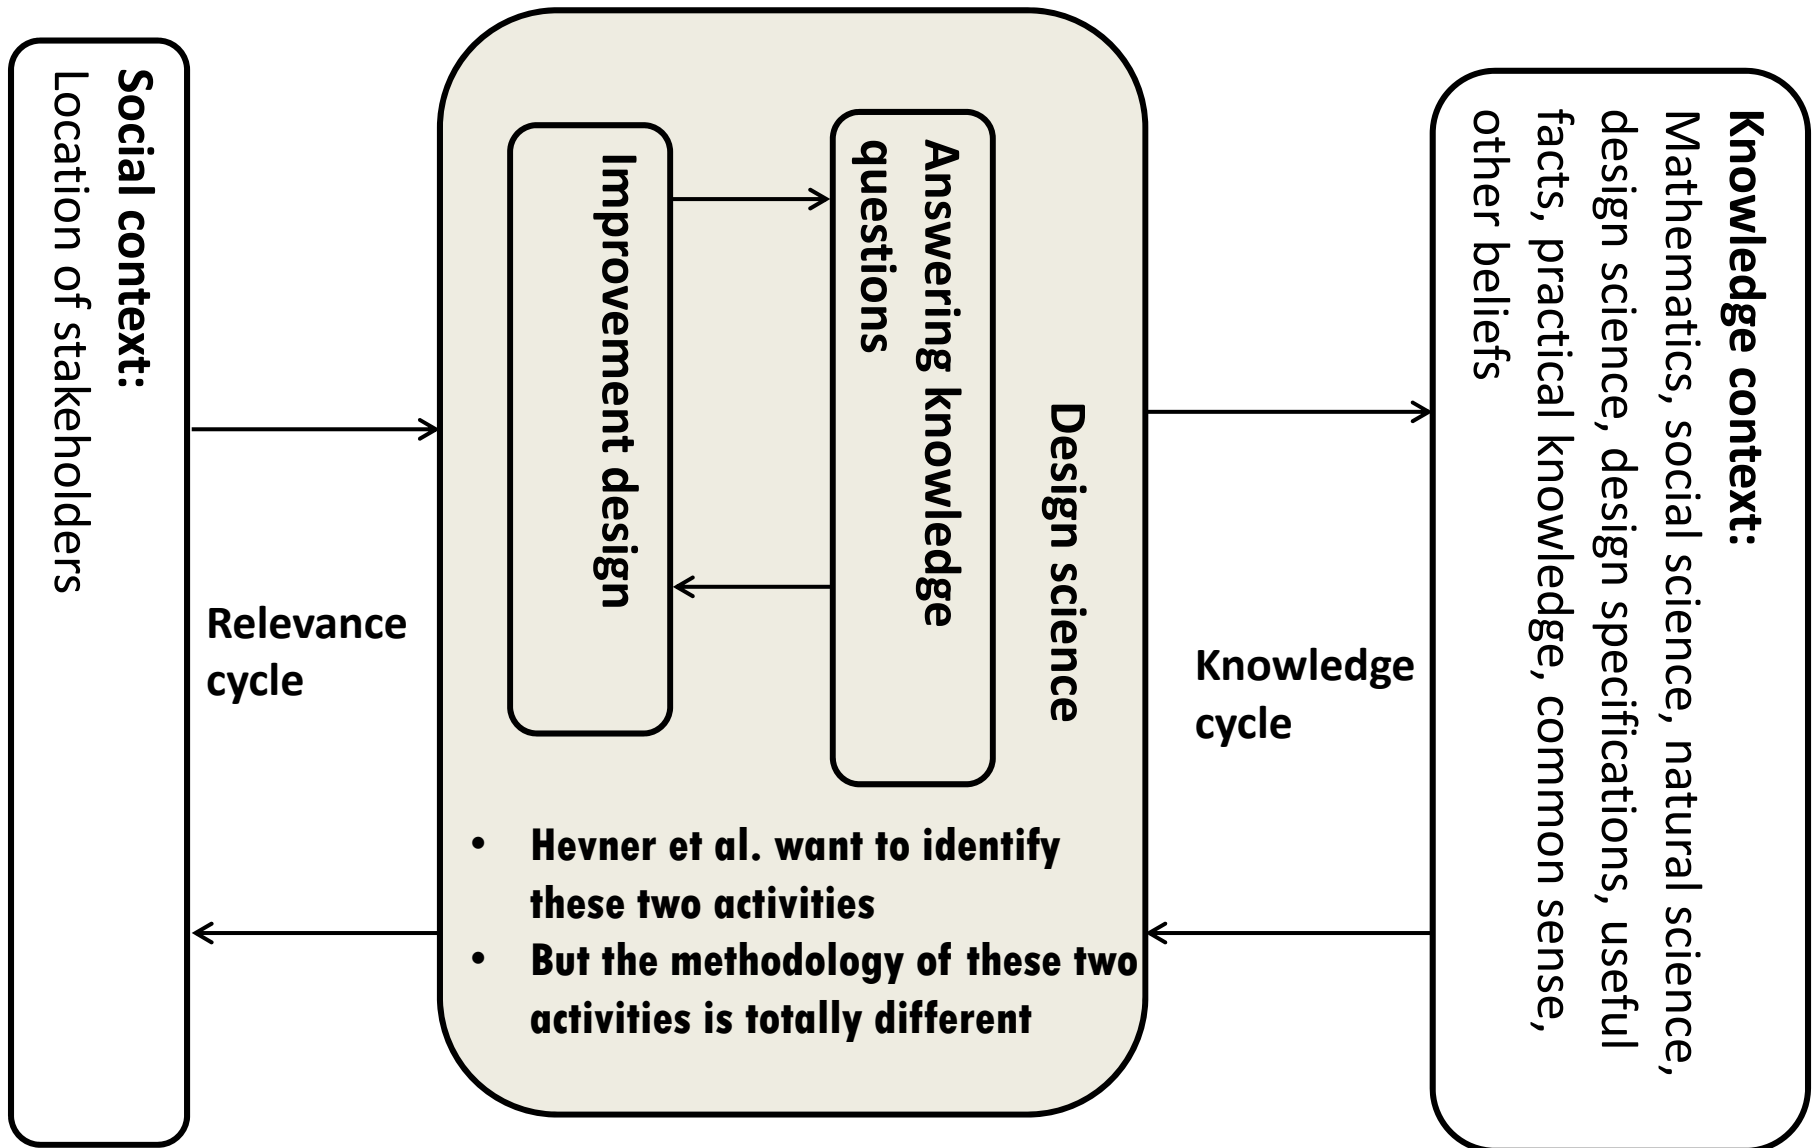 Social context:
Location of stakeholders
Relevance
cycle
Improvement design
Answering knowledge
questions
Design science
• Hevner et al. want to identify
these two activities
• But the methodology of these two
activities is totally different
Knowledge
cycle
Knowledge context:
Mathematics, social science, natural science,
design science, design specifications, useful
facts, practical knowledge, common sense,
other beliefs